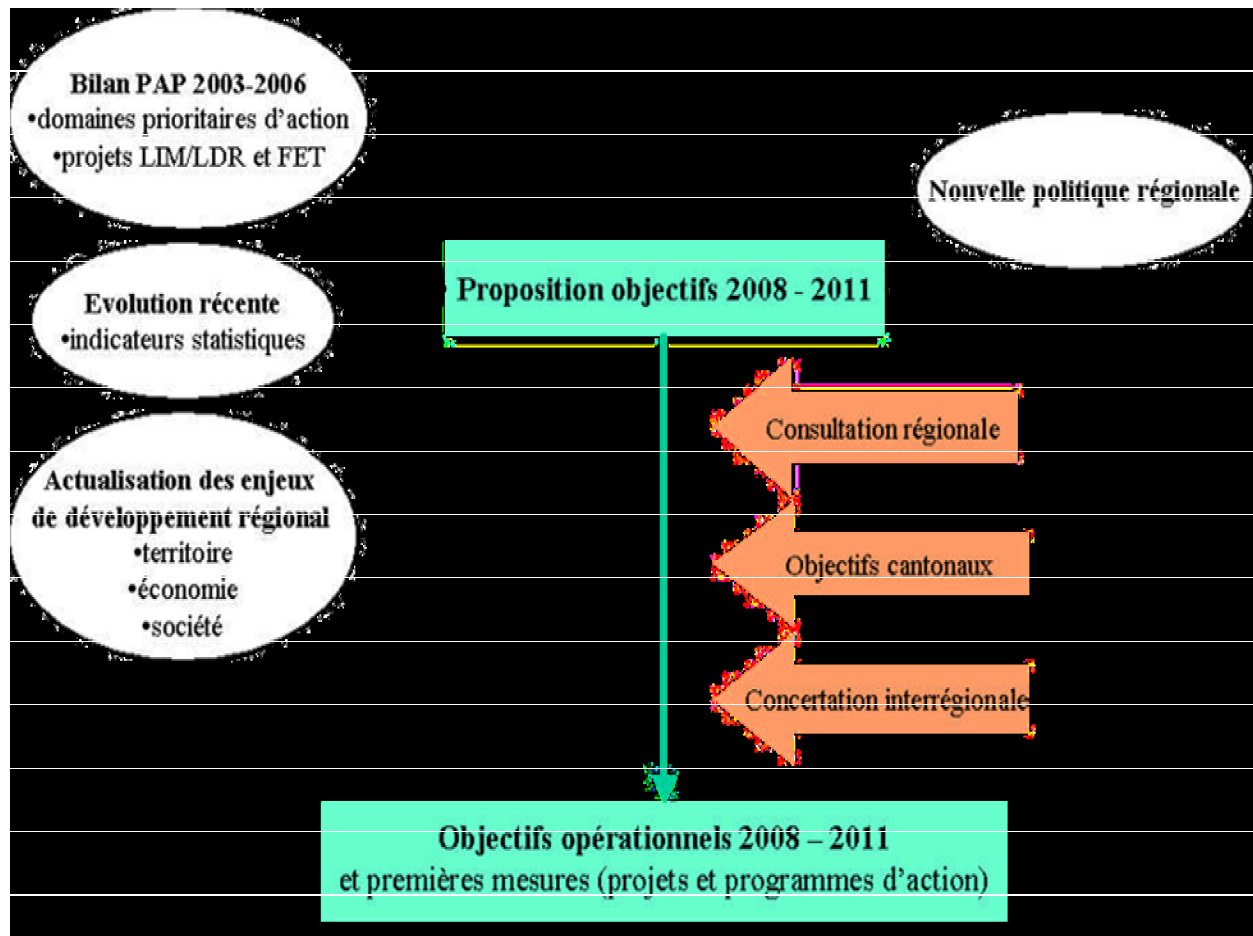 Bilan PAP 2003-2006
•domaines prioritaires d'action
•projets LIM/LDR et FET
Nouvelle politique régionale
Evolution récente
•indicateurs statistiques
Proposition objectifs 2008 - 2011
Actualisation des enjeux
de développement régional
•territoire
•économie
•société
Consultation régionale
Objectifs cantonaux
Concertation interrégionale
Objectifs opérationnels 2008 – 2011
et premières mesures (projets et programmes d'action)